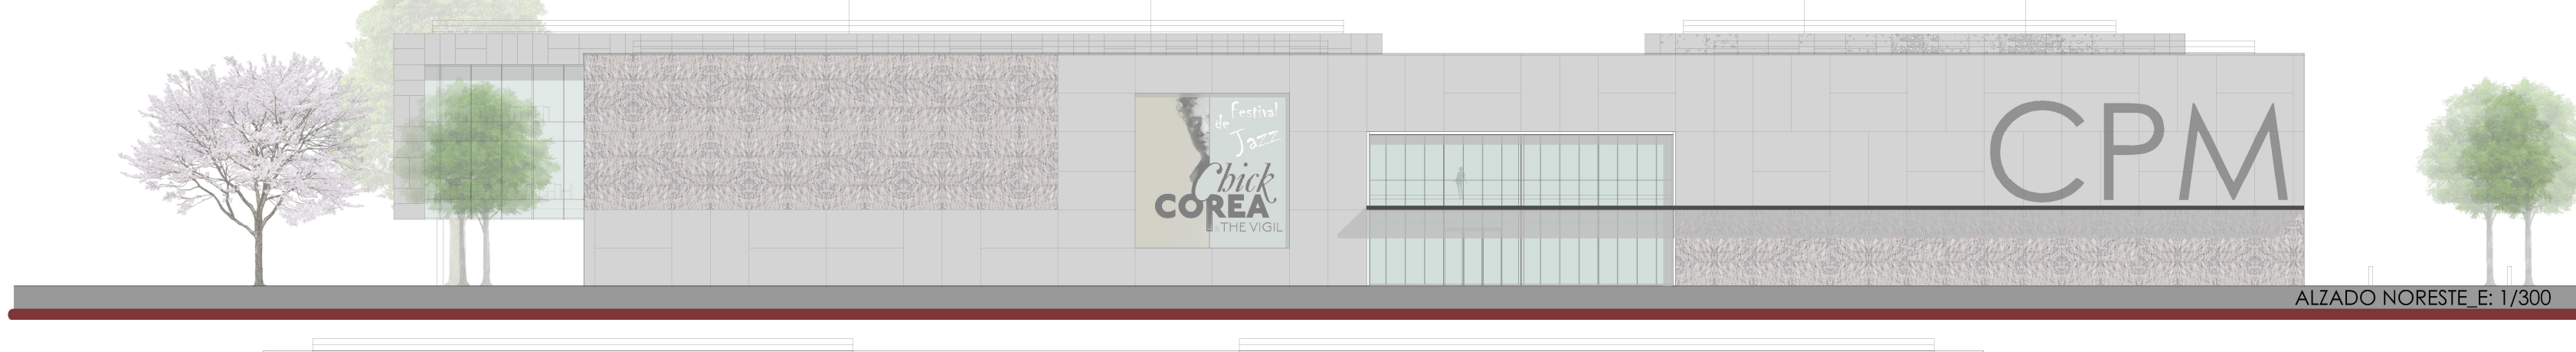 Festival
de
Jazz
Chick
COREA
& THE VIGIL
CPM
ALZADO NORESTE_E: 1/300